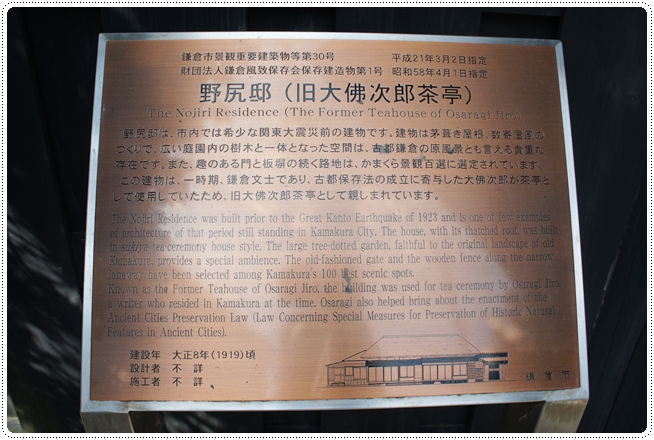 鎌倉市景観重要建築物等第30号　平成21年3月2日指定
財団法人鎌倉風致保存会保存建造物第1号　昭和58年4月1日指定
野尻邸（旧大佛次郎茶亭）
The Nojiri Residence (The Former Teahouse of Osaragi Jiro)
野尻邸は、市内では希少な関東大震災前の建物です。建物は茅葺き屋根、数寄屋風の
つくりで、広い庭園内の樹木と一体となった空間は、古都鎌倉の原風景とも言える貴重な
存在です。また、趣のある門と板塀の続く路地は、かまくら景観百選に選定されています。
この建物は、一時期、鎌倉文士であり、古都保存法の成立に寄与した大佛次郎が茶亭と
して使用していたため、旧大佛次郎茶亭として親しまれています。
The Nojiri Residence was built prior to the Great Kanto Earthquake of 1923 and is one of few examples
of architecture of that period still standing in Kamakura City. The house, with its thatched roof, was built
in sukiya tea-ceremony house style. The large tree-dotted garden, faithful to the original landscape of old
Kamakura, provides a special ambience. The old-fashioned gate and the wooden fence along the narrow
laneway have been selected among Kamakura's 100 best scenic spots.
Known as the Former Teahouse of Osaragi Jiro, the building was used for tea ceremony by Osaragi Jiro,
a writer who resided in Kamakura at the time. Osaragi also helped bring about the enactment of the
Ancient Cities Preservation Law (Law Concerning Special Measures for Preservation of Historic Natural
Features in Ancient Cities).
建設年　大正8年(1919)頃
設計者　不　詳
施工者　不　詳
鎌倉市